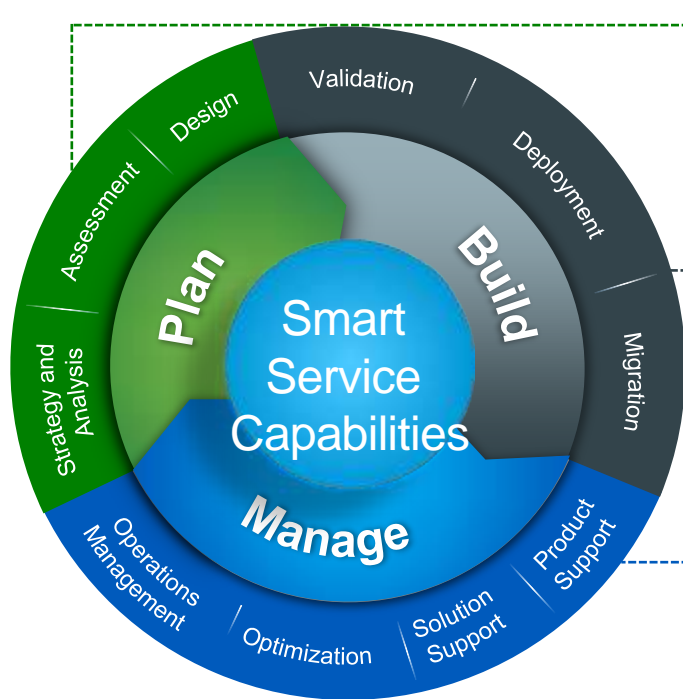 Validation
Deployment
Migration
Design
Assessment
Strategy and
Analysis
Plan
Build
Smart
Service
Capabilities
Manage
Operations
Management
Optimization
Solution
Support
Product
Support